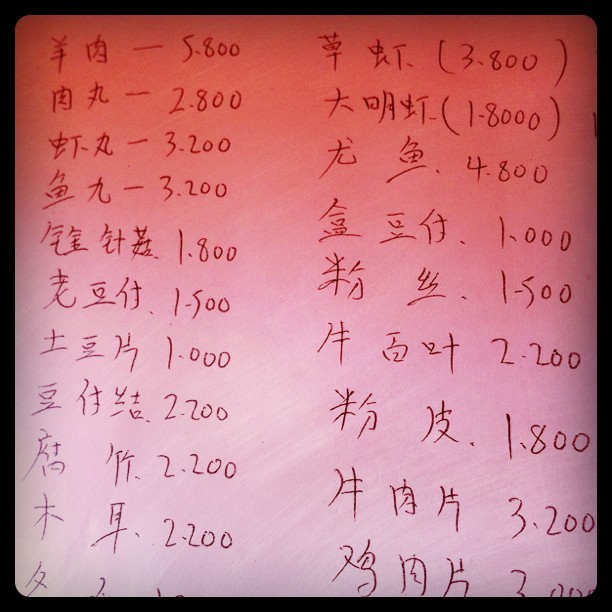 羊肉 — 5.800
肉丸 — 2.800
虾丸 — 3.200
鱼九 — 3.200
针菇. 1.800
老豆付. 1.500
土豆片 1.000
豆付结. 2.200
腐竹. 2.200
木耳. 2.200
草虾. (3.800)
大明虾. (1.8000)
尤鱼. 4.800
盒豆付. 1.000
粉丝. 1.500
牛百叶 2.200
粉皮. 1.800
牛肉片 3.200
鸡肉片